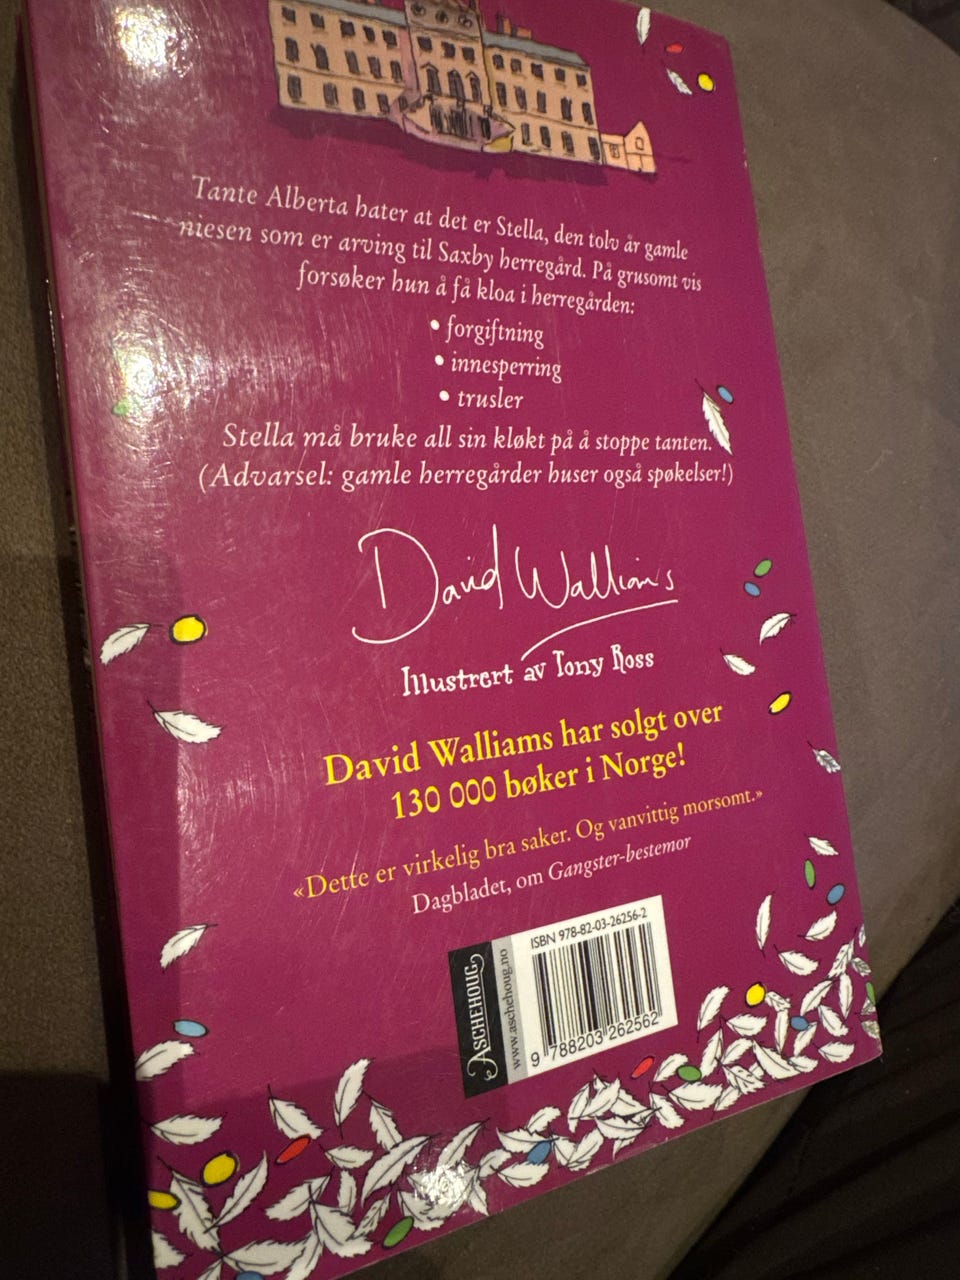 Tante Alberta hater at det er Stella, den tolv år gamle
niesen som er arving til Saxby herregård. På grusomt vis
forsøker hun å få kloa i herregården:
• forgiftning
• innesperring
• trusler
Stella må bruke all sin kløkt på å stoppe tanten.
(Advarsel: gamle herregårder huser også spøkelser!)
David Walliams
Illustrert av Tony Ross
David Walliams har solgt over
130 000 bøker i Norge!
«Dette er virkelig bra saker. Og vanvittig morsomt.»
Dagbladet, om Gangster-bestemor
ASCHEHOUG
www.aschehoug.no
ISBN 978-82-03-26256-2
9 788203 262562